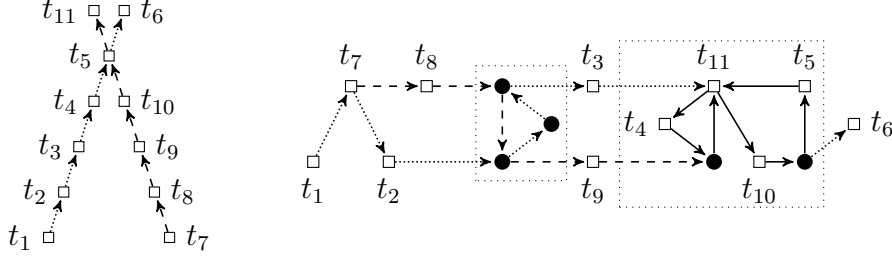 t₁₁ t₆
t₅
t₄ t₁₀
t₃ t₉
t₂ t₈
t₁ t₇
t₇ t₈ t₃ t₁₁ t₅
t₄ t₆
t₁ t₂ t₉ t₁₀